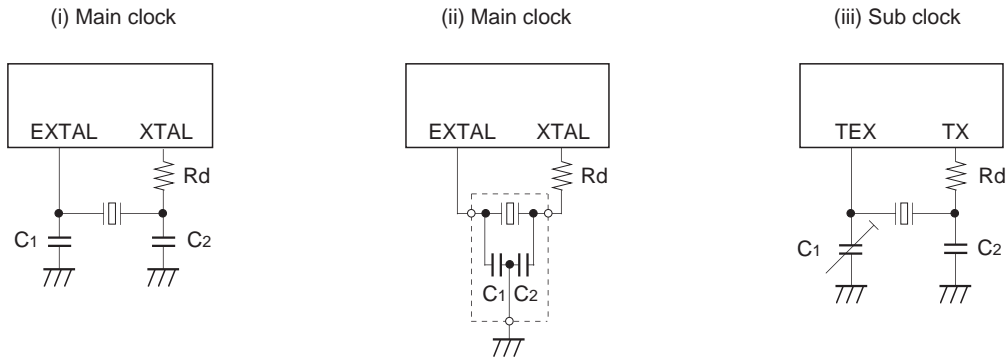 (i) Main clock
(ii) Main clock
(iii) Sub clock
EXTAL XTAL
Rd
C1
C2
EXTAL XTAL
Rd
C1 C2
TEX TX
Rd
C1
C2